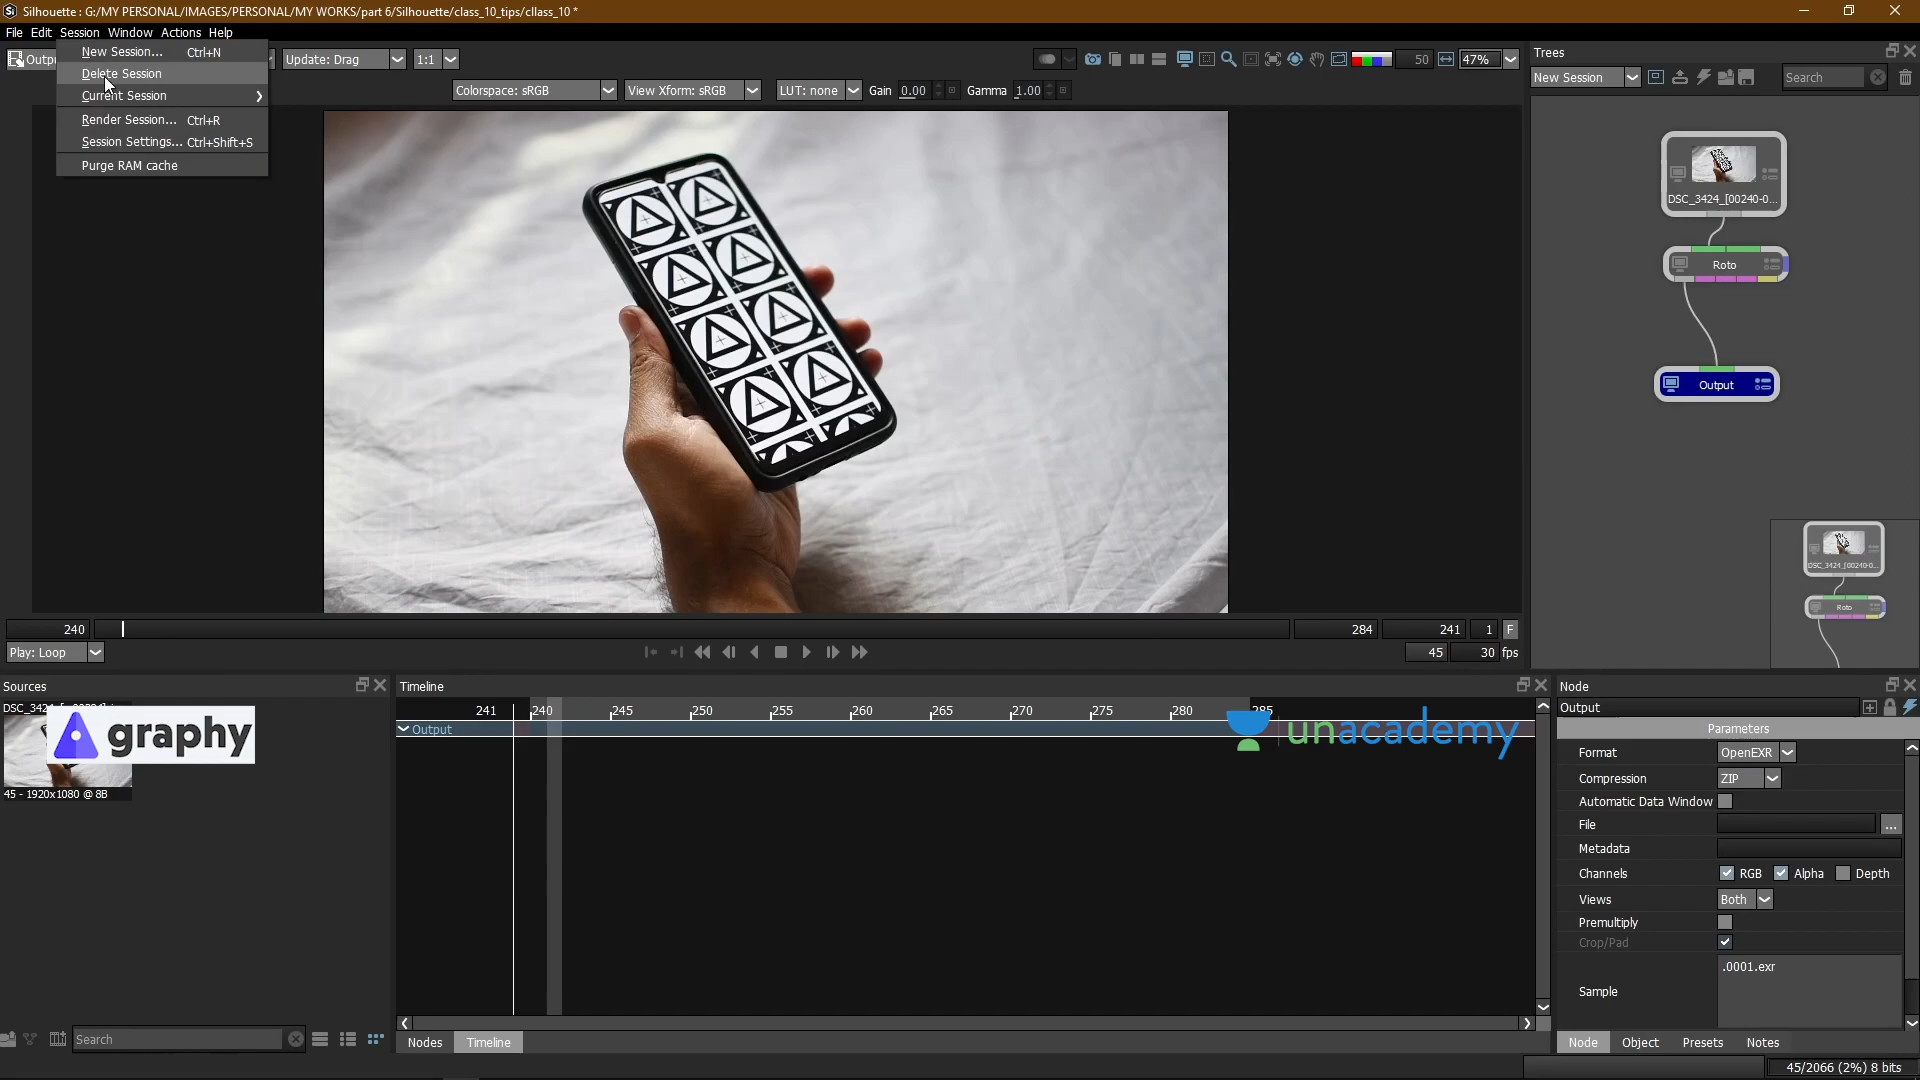 Silhouette : G:/MY PERSONAL/IMAGES/PERSONAL/MY WORKS/part 6/Silhouette/class_10_tips/cllass_10 *
File Edit Session Window Actions Help
New Session... Ctrl+N
Delete Session
Current Session
Render Session... Ctrl+R
Session Settings... Ctrl+Shift+S
Purge RAM cache
Update: Drag 1:1 50 47%
Colorspace: sRGB View Xform: sRGB LUT: none Gain 0.00 Gamma 1.00
Trees
New Session Search
DSC_3424_[00240-0...
Roto
Output
DSC_3424_[00240-0...
Roto
240 284 241 1 F
Play: Loop 45 30 fps
Sources
graphy
45 - 1920x1080 @ 8B
Search
Timeline
241 240 245 250 255 260 265 270 275 280 285
Output
unacademy
Nodes Timeline
Node
Output
Parameters
Format OpenEXR
Compression ZIP
Automatic Data Window
File ...
Metadata
Channels RGB Alpha Depth
Views Both
Premultiply
Crop/Pad
Sample .0001.exr
Node Object Presets Notes
45/2066 (2%) 8 bits